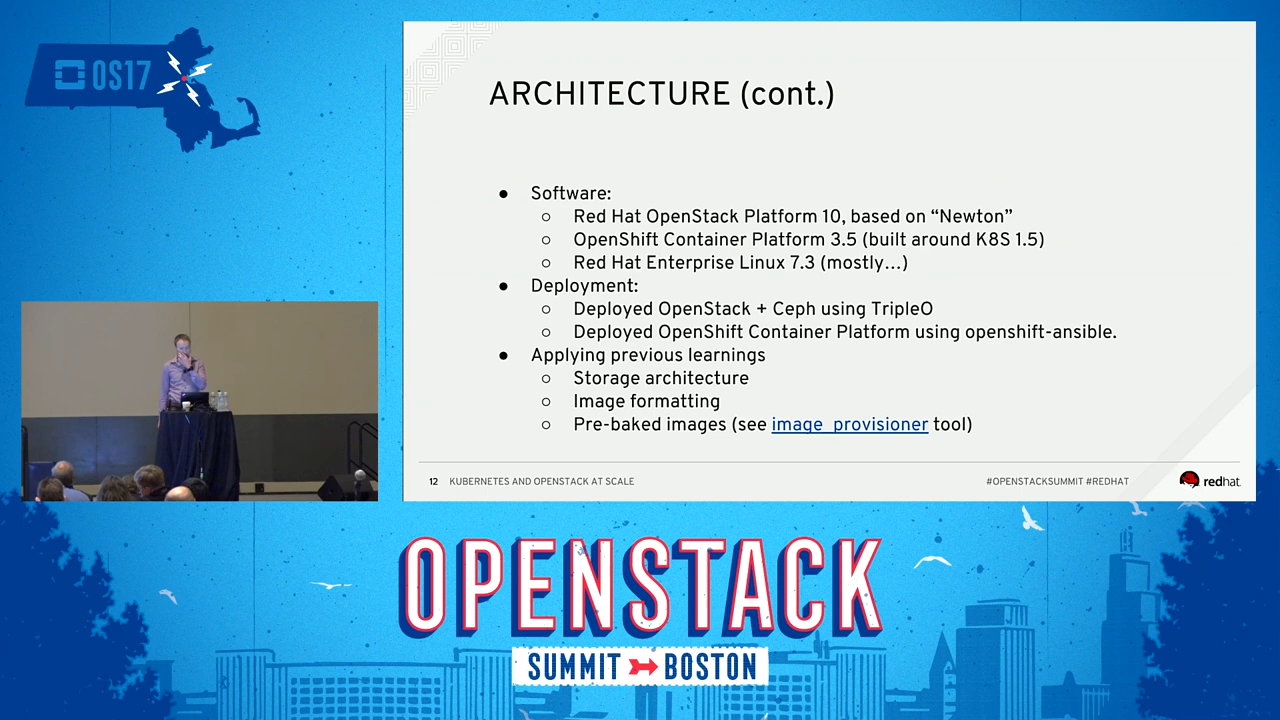 OS17
ARCHITECTURE (cont.)
● Software:
○ Red Hat OpenStack Platform 10, based on “Newton”
○ OpenShift Container Platform 3.5 (built around K8S 1.5)
○ Red Hat Enterprise Linux 7.3 (mostly...)
● Deployment:
○ Deployed OpenStack + Ceph using TripleO
○ Deployed OpenShift Container Platform using openshift-ansible.
● Applying previous learnings
○ Storage architecture
○ Image formatting
○ Pre-baked images (see image_provisioner tool)
12 KUBERNETES AND OPENSTACK AT SCALE #OPENSTACKSUMMIT #REDHAT redhat.
OPENSTACK
SUMMIT BOSTON